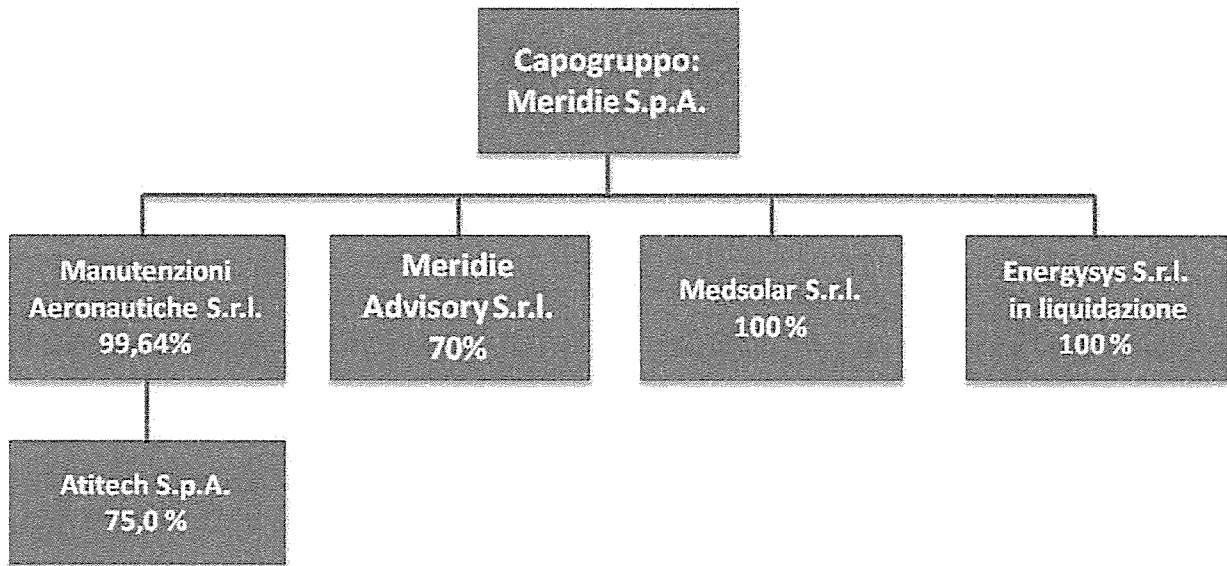 Capogruppo:
Meridie S.p.A.
Manutenzioni
Aeronautiche S.r.l.
99,64%
Meridie
Advisory S.r.l.
70%
Medsolar S.r.l.
100 %
Energysys S.r.l.
in liquidazione
100 %
Atitech S.p.A.
75,0 %